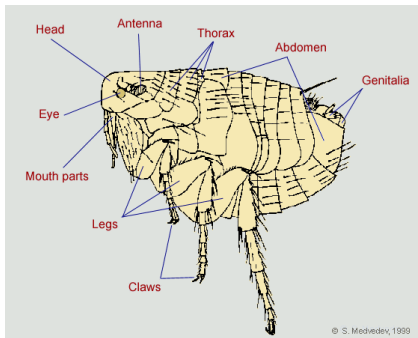 Antenna
Head
Thorax
Abdomen
Genitalia
Eye
Mouth parts
Legs
Claws
© S. Medvedev, 1999